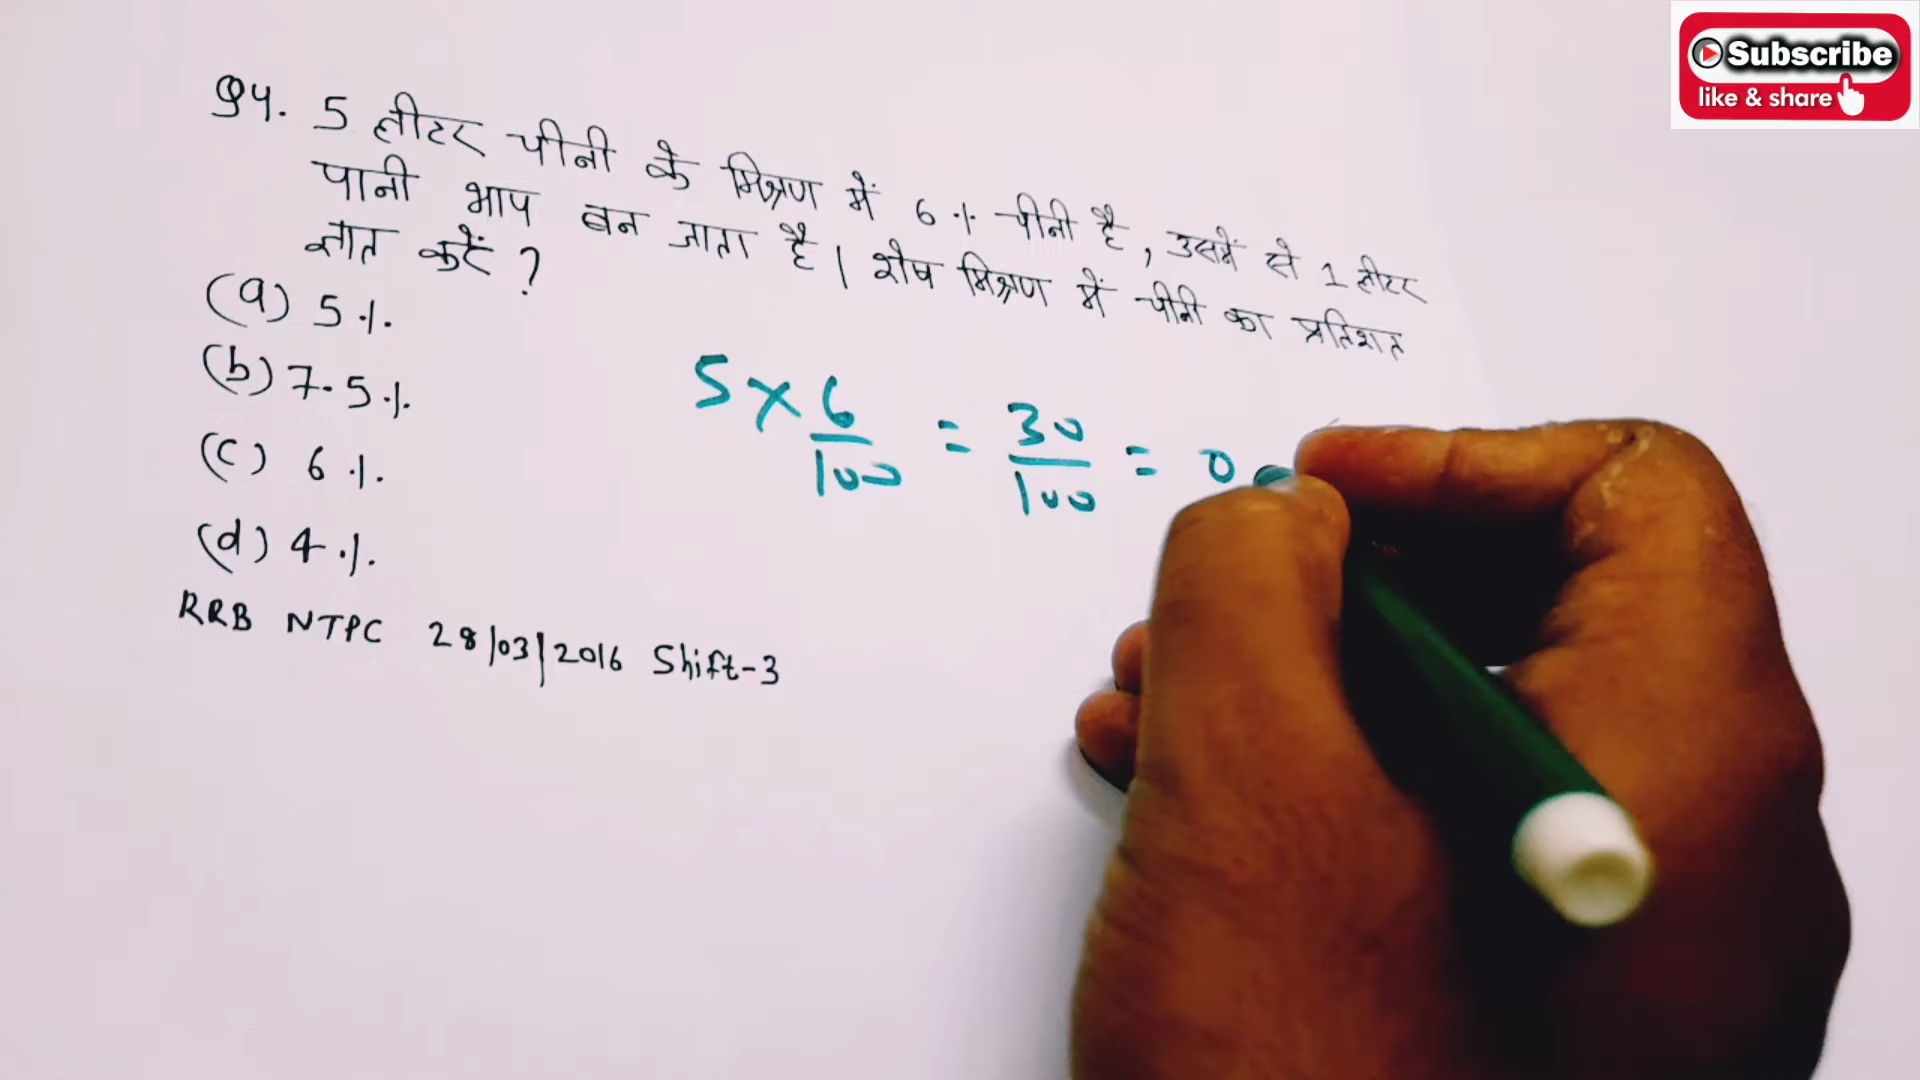 Q4. 5 लीटर चीनी के मिश्रण में 6 % चीनी है, उसमें से 1 लीटर
पानी भाप बन जाता है। शेष मिश्रण में चीनी का प्रतिशत
ज्ञात करें ?
(a) 5 %.
(b) 7.5 %.
(c) 6 %.
(d) 4 %.
RRB NTPC 28/03/2016 Shift-3
5 × 6/100 = 30/100 = 0
Subscribe
like & share